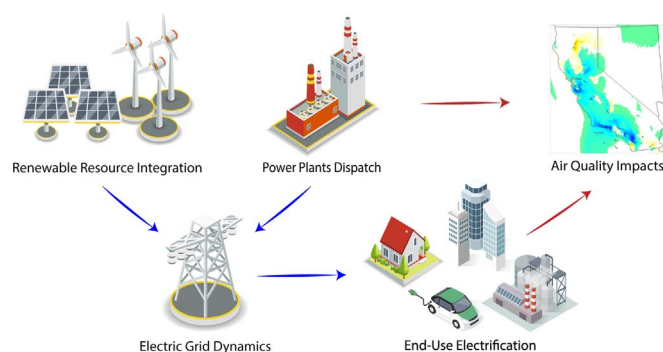 Renewable Resource Integration
Power Plants Dispatch
Air Quality Impacts
Electric Grid Dynamics
End-Use Electrification